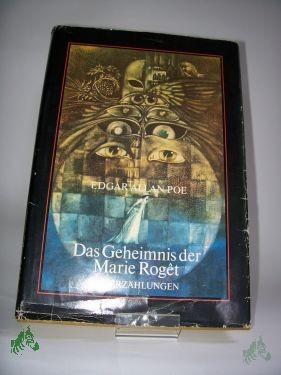 EDGAR ALLAN POE
Das Geheimnis der
Marie Rogêt
ERZÄHLUNGEN